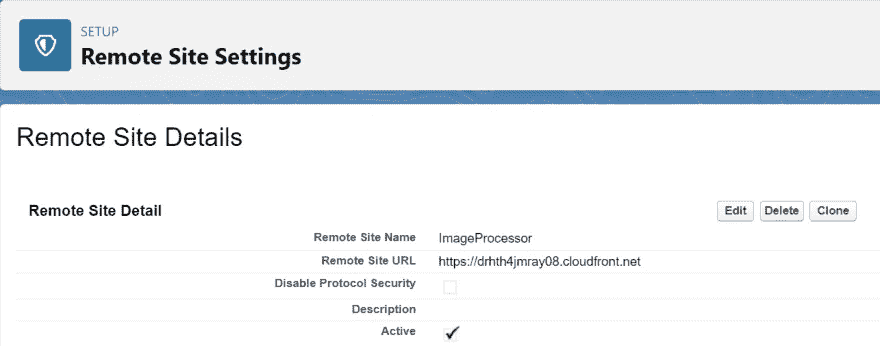 SETUP
Remote Site Settings
Remote Site Details
Remote Site Detail
Edit Delete Clone
Remote Site Name ImageProcessor
Remote Site URL https://drhth4jmray08.cloudfront.net
Disable Protocol Security
Description
Active